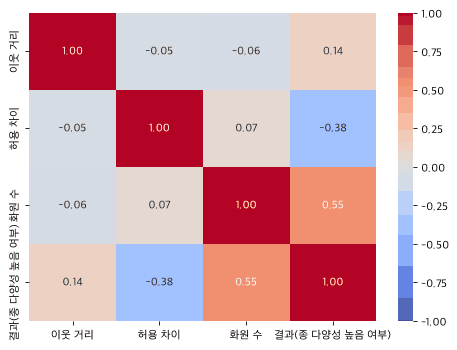 이웃 거리
허용 차이
화원 수
결과(종 다양성 높음 여부)
1.00 -0.05 -0.06 0.14
-0.05 1.00 0.07 -0.38
-0.06 0.07 1.00 0.55
0.14 -0.38 0.55 1.00
이웃 거리 허용 차이 화원 수 결과(종 다양성 높음 여부)
1.00
0.75
0.50
0.25
0.00
-0.25
-0.50
-0.75
-1.00